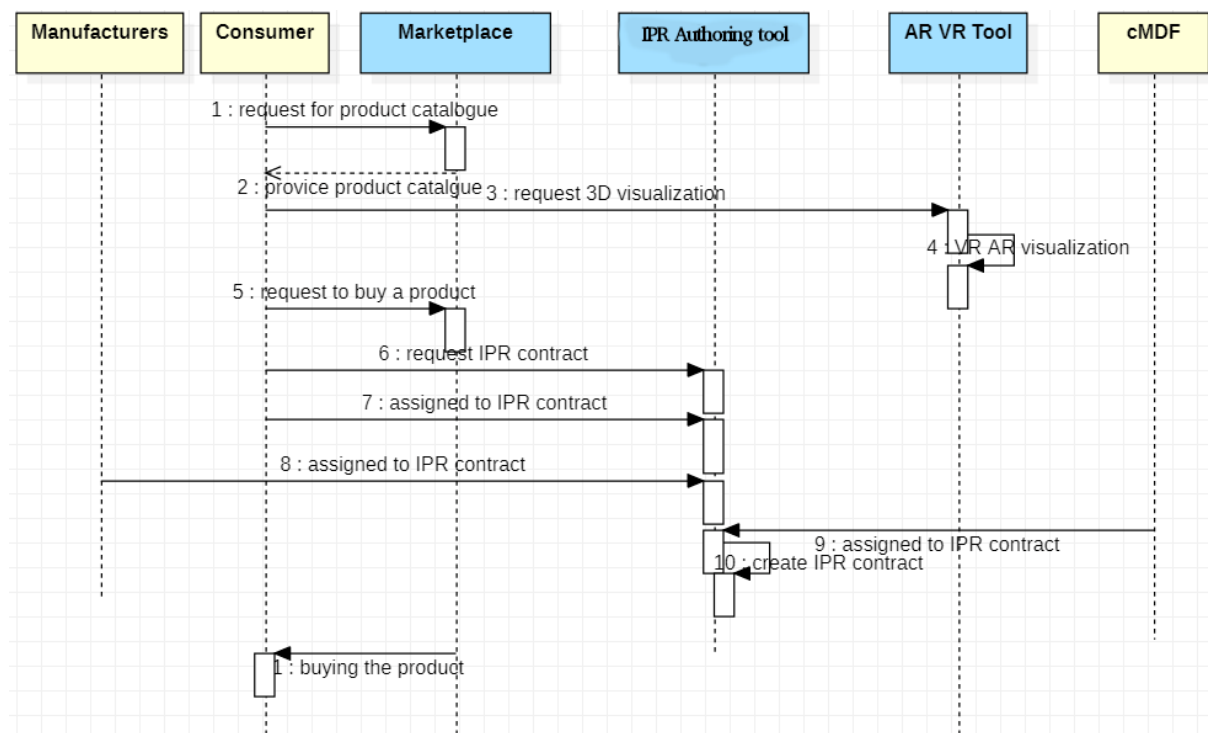 Manufacturers
Consumer
Marketplace
IPR Authoring tool
AR VR Tool
cMDF
1 : request for product catalogue
2 : provice product catalgue
3 : request 3D visualization
4 : VR AR visualization
5 : request to buy a product
6 : request IPR contract
7 : assigned to IPR contract
8 : assigned to IPR contract
9 : assigned to IPR contract
10 : create IPR contract
1 : buying the product